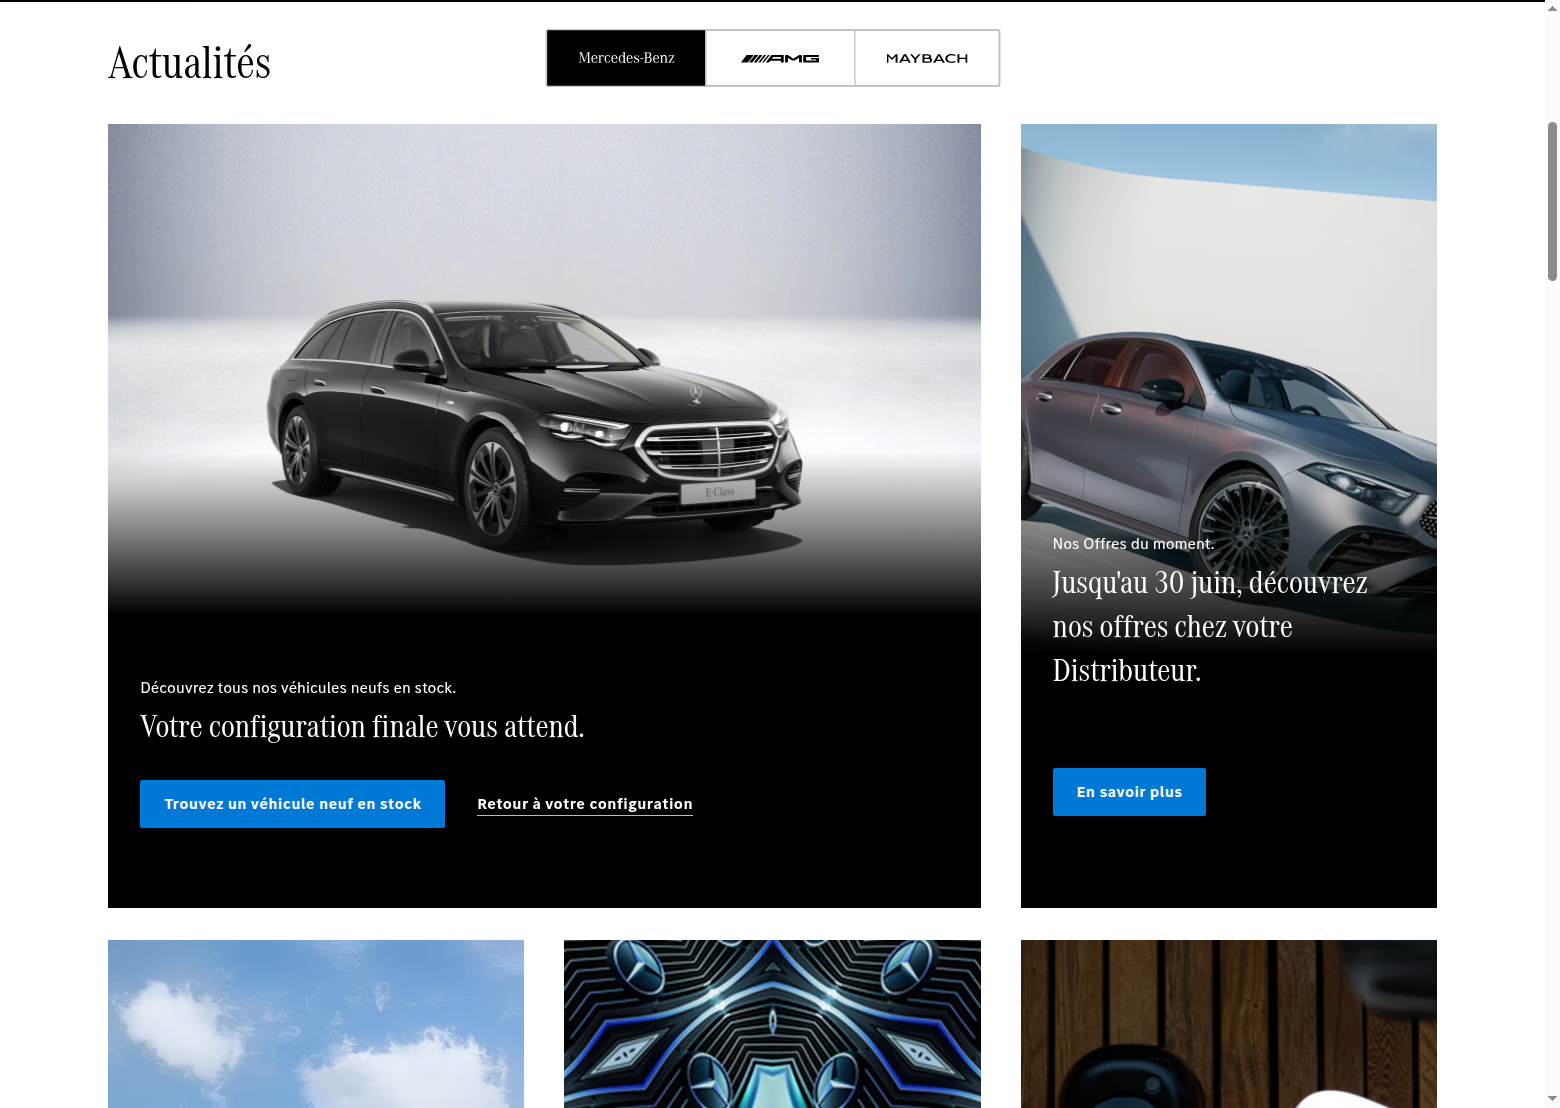 Actualités
Mercedes-Benz
AMG
MAYBACH
E-Class
Découvrez tous nos véhicules neufs en stock.
Votre configuration finale vous attend.
Trouvez un véhicule neuf en stock
Retour à votre configuration
Nos Offres du moment.
Jusqu'au 30 juin, découvrez
nos offres chez votre
Distributeur.
En savoir plus